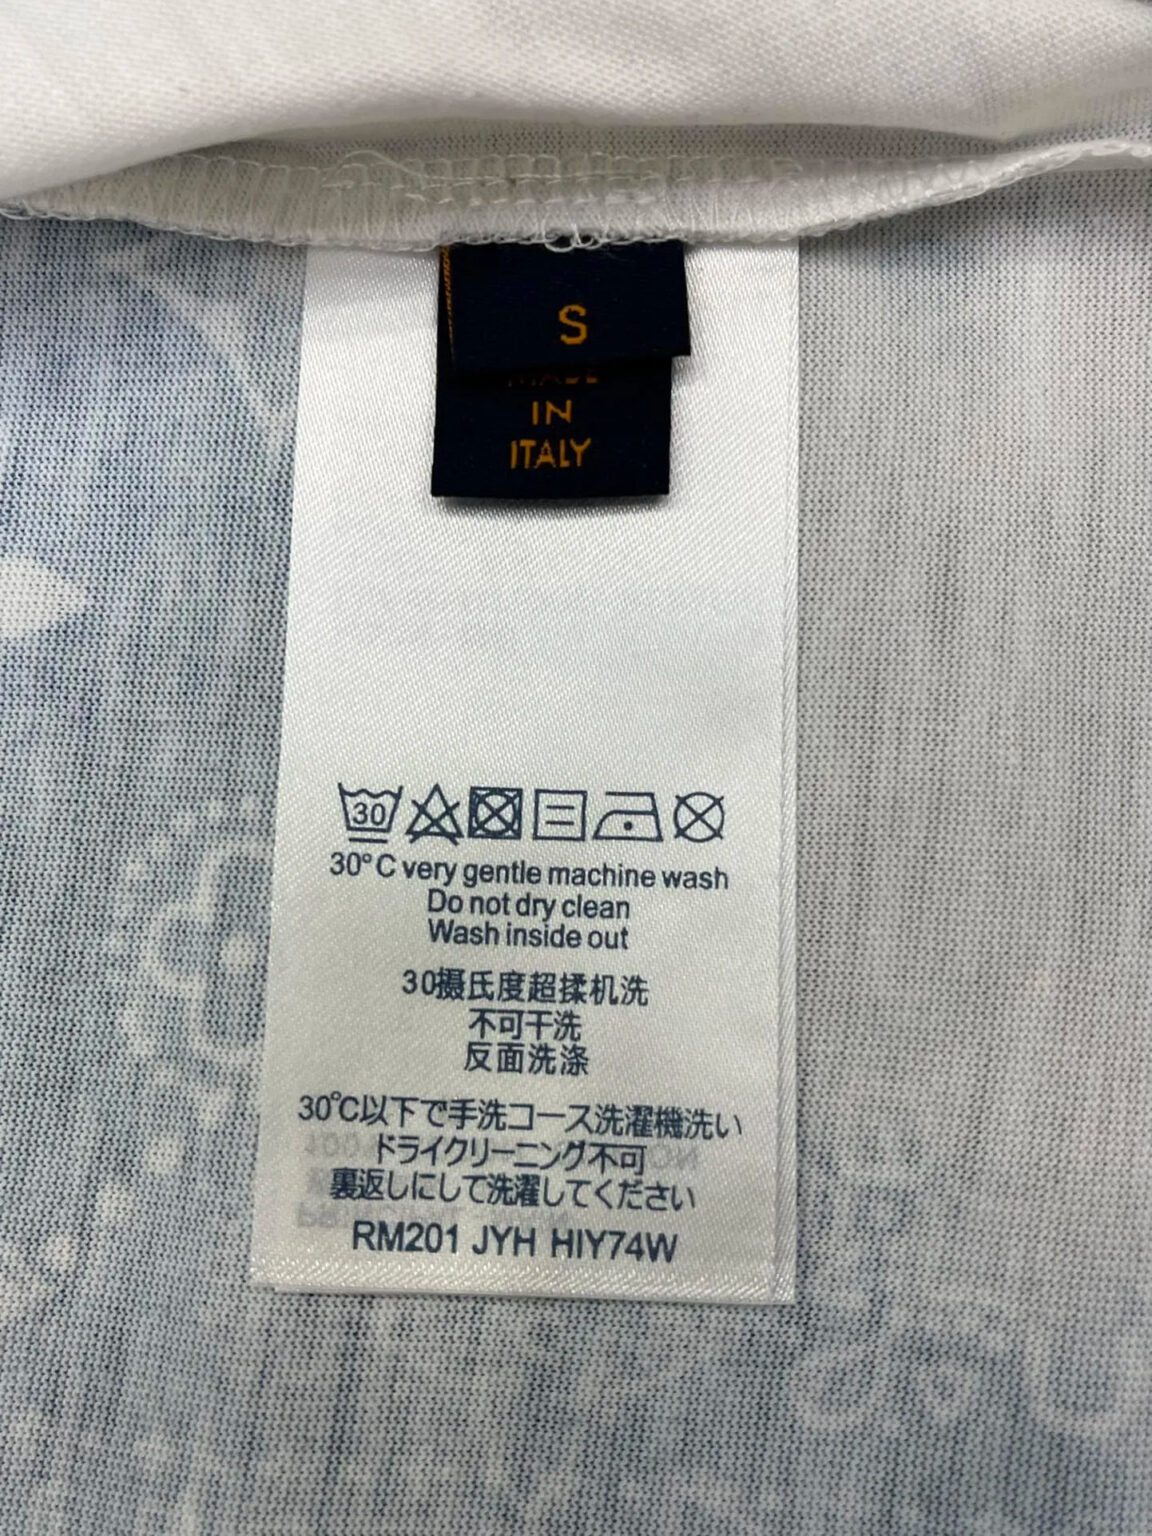 S
MADE
IN
ITALY
30
30°C very gentle machine wash
Do not dry clean
Wash inside out
30摄氏度超揉机洗
不可干洗
反面洗涤
30℃以下で手洗コース洗濯機洗い
ドライクリーニング不可
裏返しにして洗濯してください
RM201 JYH HIY74W